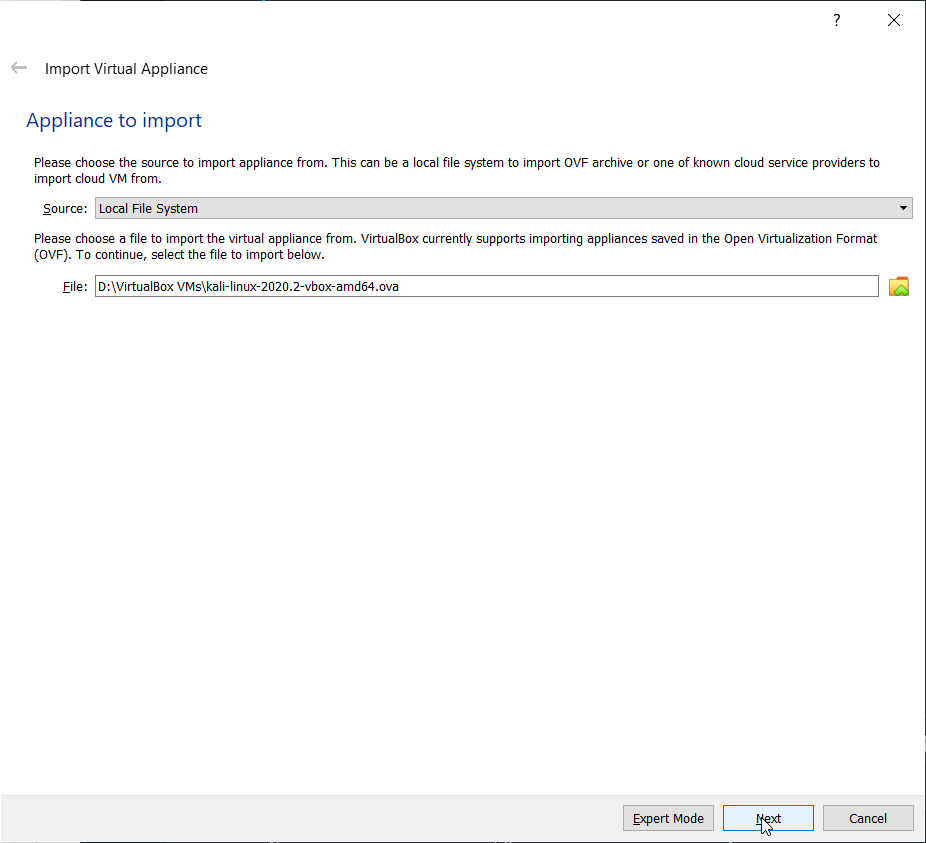 ?
Import Virtual Appliance
Appliance to import
Please choose the source to import appliance from. This can be a local file system to import OVF archive or one of known cloud service providers to
import cloud VM from.
Source: Local File System
Please choose a file to import the virtual appliance from. VirtualBox currently supports importing appliances saved in the Open Virtualization Format
(OVF). To continue, select the file to import below.
File: D:\VirtualBox VMs\kali-linux-2020.2-vbox-amd64.ova
Expert Mode Next Cancel